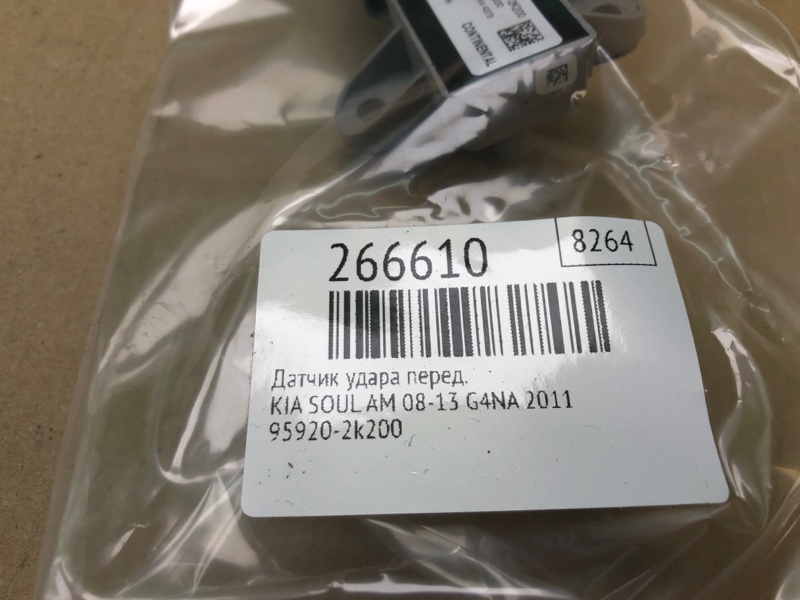 CONTINENTAL
266610
8264
Датчик удара перед.
KIA SOUL AM 08-13 G4NA 2011
95920-2k200